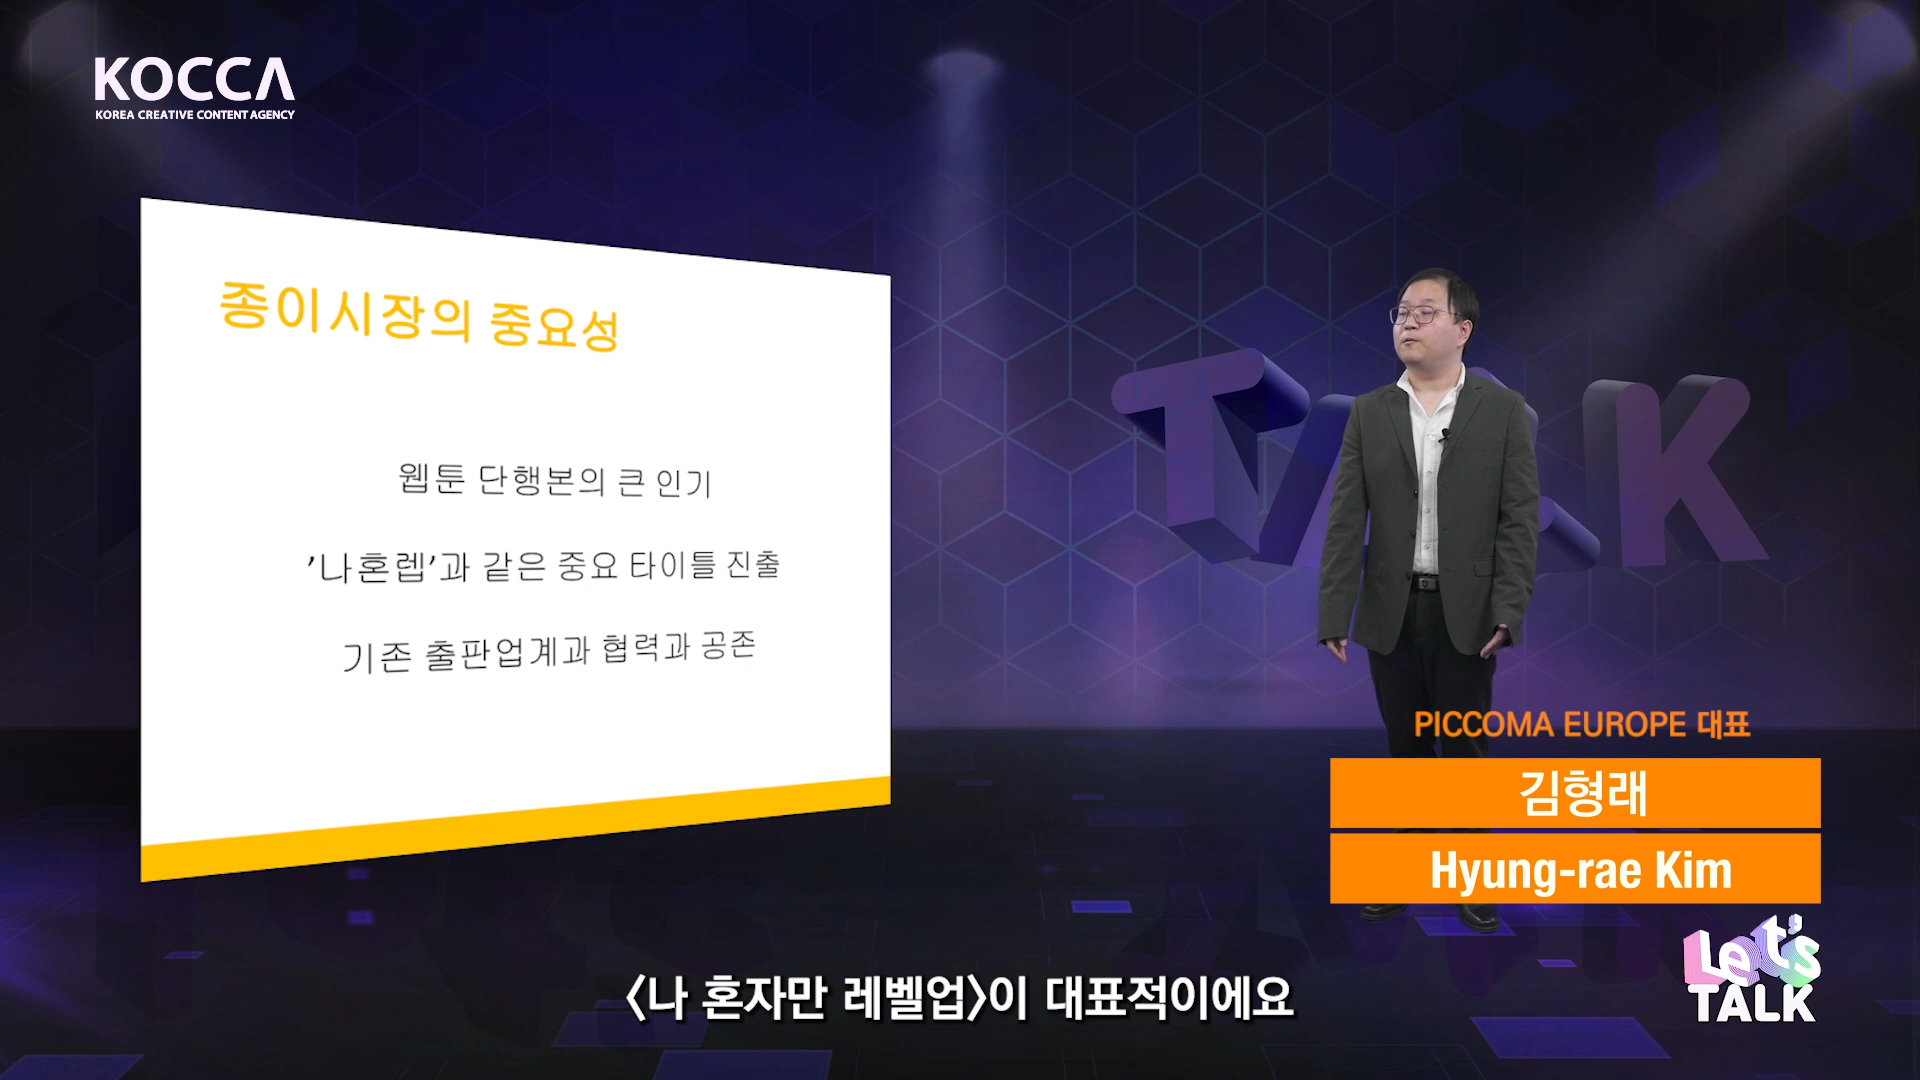 KOCCA
KOREA CREATIVE CONTENT AGENCY
종이시장의 중요성
웹툰 단행본의 큰 인기
'나혼렙'과 같은 중요 타이틀 진출
기존 출판업계과 협력과 공존
TALK
PICCOMA EUROPE 대표
김형래
Hyung-rae Kim
Let's
TALK
<나 혼자만 레벨업>이 대표적이에요